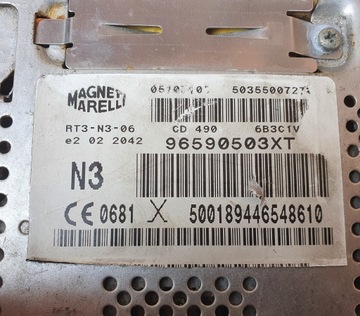 MAGNETI
MARELLI
RT3-N3-06
CD 490
6B3C1V
e2 02 2042
96590503XT
N3
CE 0681 X 500189446548610